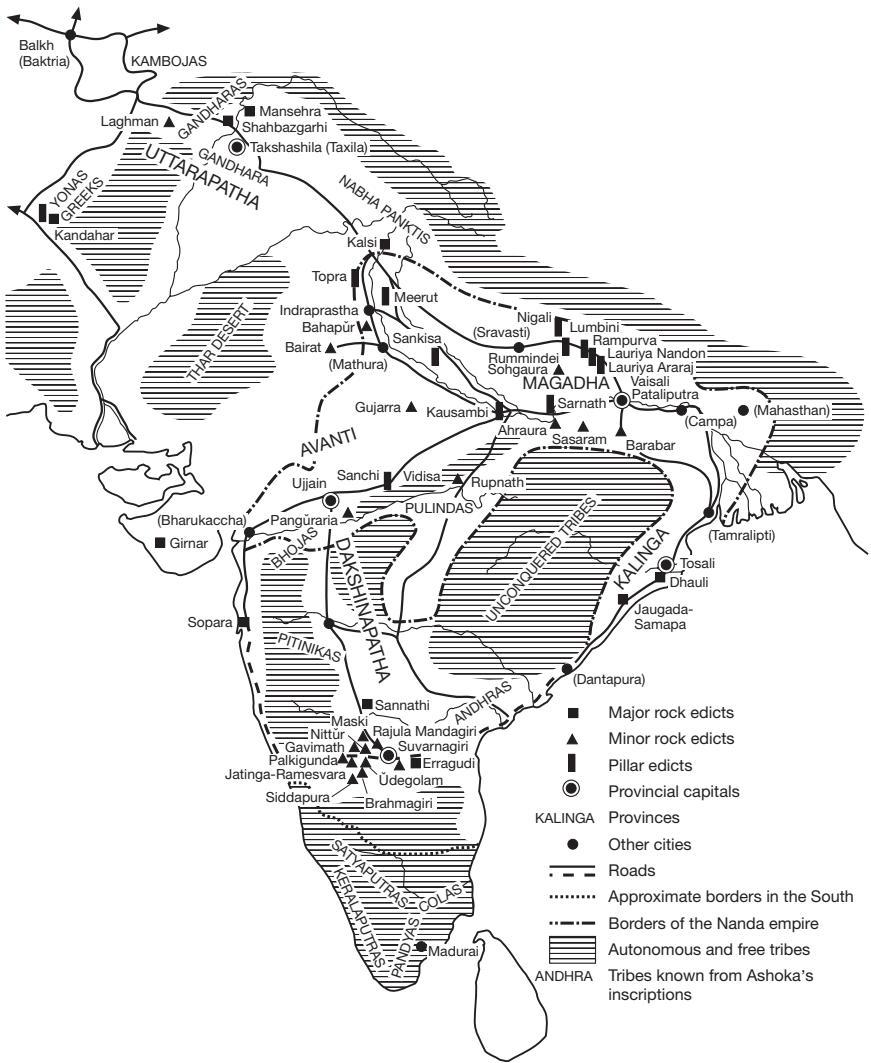 Balkh
(Baktria)
KAMBOJAS
Laghman
GANDHARAS
Mansehra
Shahbazgarhi
Takshashila (Taxila)
GANDHARA
UTTARAPATHA
YONAS
GREEKS
Kandahar
NABHA PANKTIS
Kalsi
Topra
Meerut
Indraprastha
Bahapŭr
Bairat
(Mathura)
Sankisa
THAR DESERT
Nigali
Lumbini
(Sravasti)
Rampurva
Rummindei
Lauriya Nandon
Sohgaura
Lauriya Araraj
MAGADHA
Vaisali
Pataliputra
Gujarra
Kausambi
Sarnath
(Campa)
(Mahasthan)
Ahraura
Sasaram
Barabar
AVANTI
Sanchi
Vidisa
Rupnath
Ujjain
PULINDAS
(Bharukaccha)
Pangŭraria
(Tamralipti)
Girnar
BHOJAS
DAKSHINAPATHA
UNCONQUERED TRIBES
KALINGA
Tosali
Dhauli
Jaugada-
Samapa
Sopara
PITINIKAS
(Dantapura)
Sannathi
ANDHRAS
Maski
Rajula Mandagiri
Nittŭr
Suvarnagiri
Gavimath
Palkigunda
Erragudi
Jatinga-Ramesvara
Ŭdegolam
Siddapura
Brahmagiri
SATYAPUTRAS
KERALAPUTRAS
PANDYAS
COLAS
Madurai
Major rock edicts
Minor rock edicts
Pillar edicts
Provincial capitals
KALINGA Provinces
Other cities
Roads
Approximate borders in the South
Borders of the Nanda empire
Autonomous and free tribes
ANDHRA Tribes known from Ashoka's
inscriptions